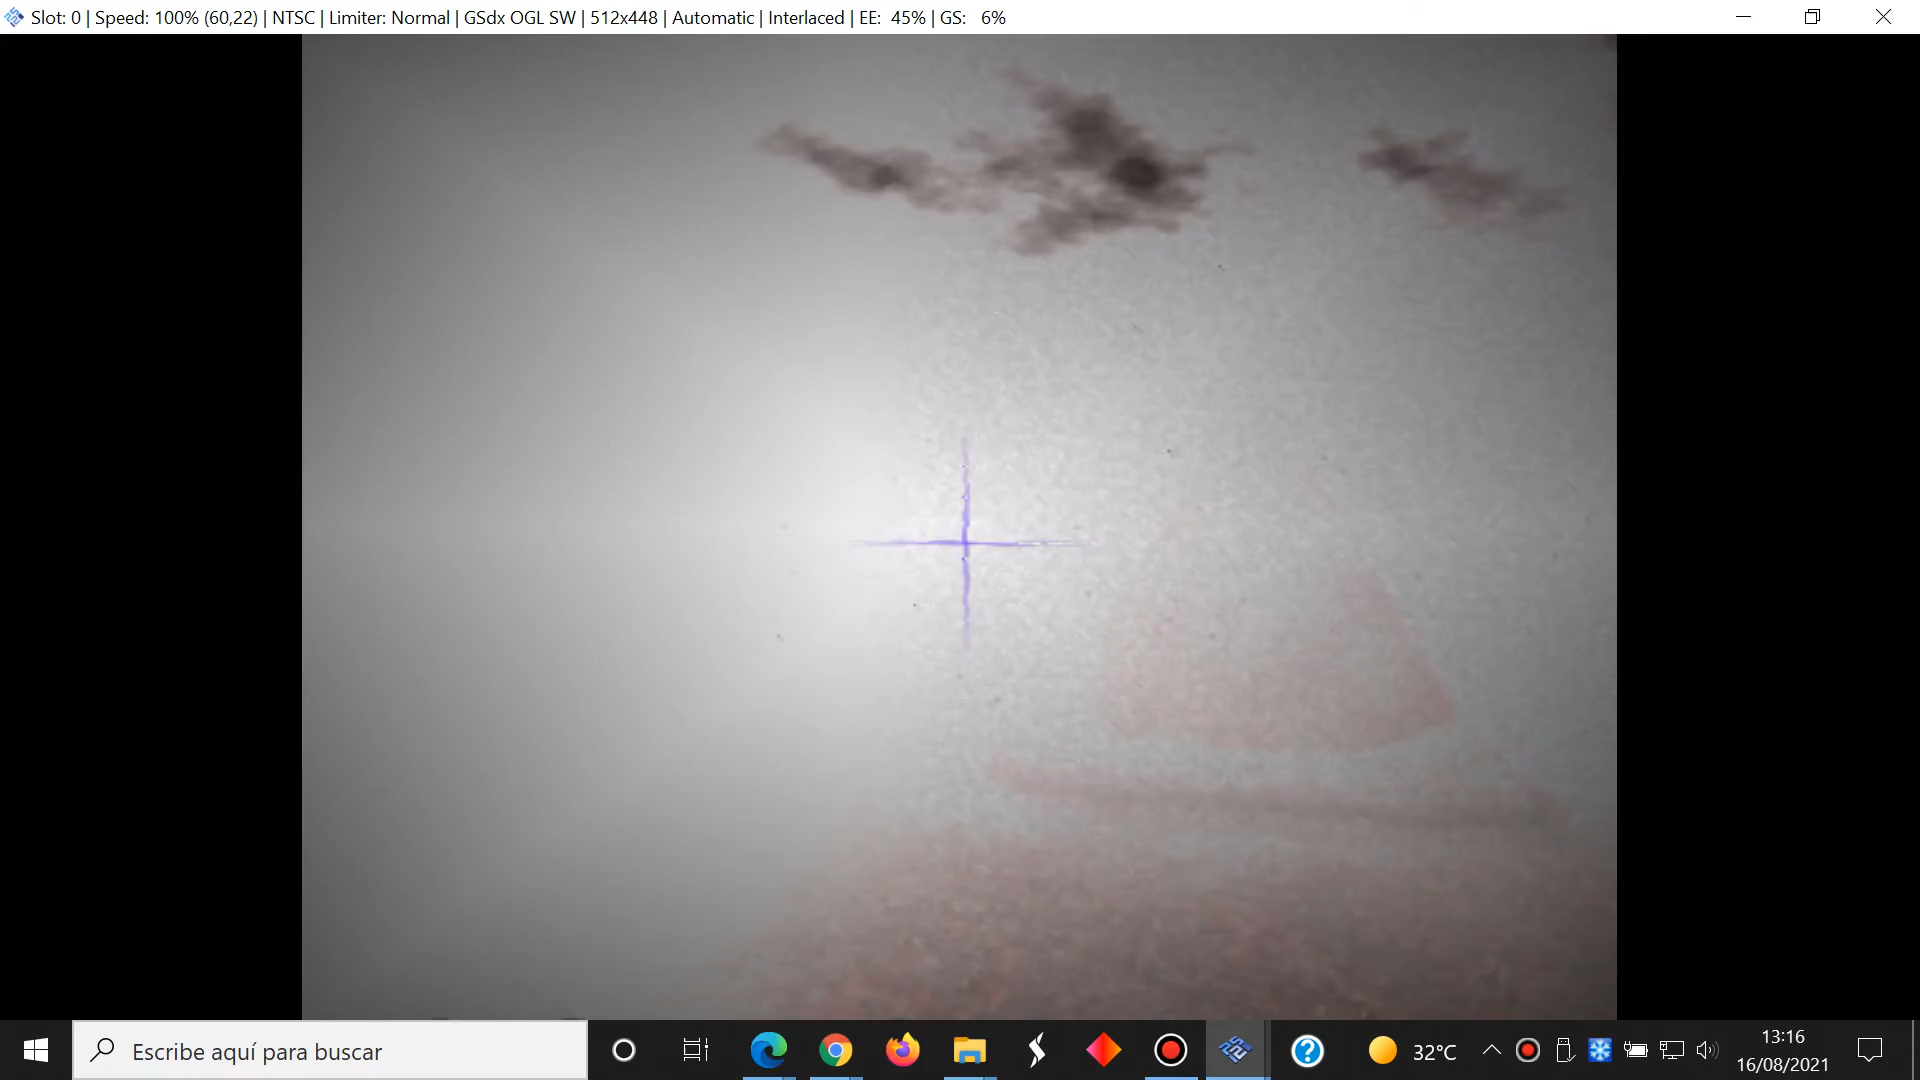 Slot: 0 | Speed: 100% (60,22) | NTSC | Limiter: Normal | GSdx OGL SW | 512x448 | Automatic | Interlaced | EE:  45% | GS:   6%
Escribe aquí para buscar
32°C
13:16
16/08/2021